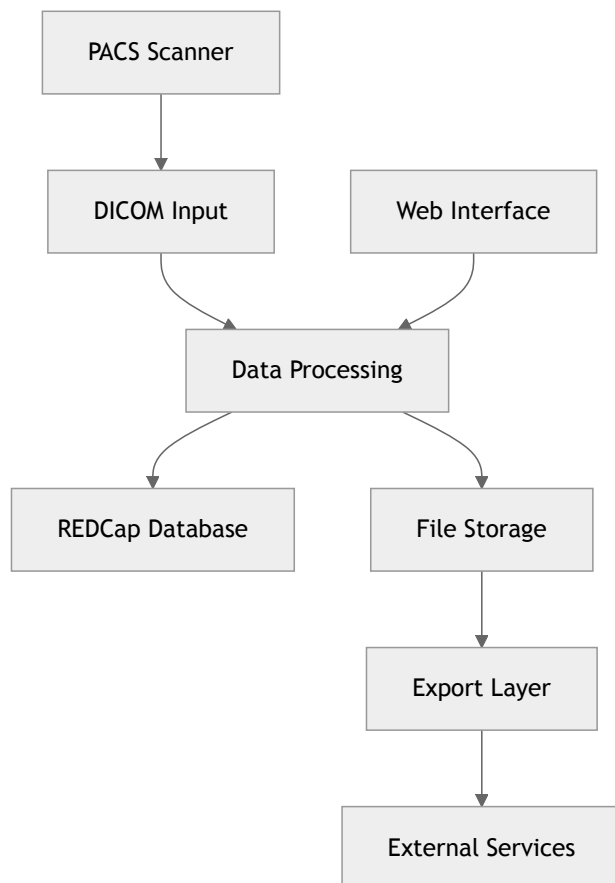 PACS Scanner
DICOM Input
Web Interface
Data Processing
REDCap Database
File Storage
Export Layer
External Services